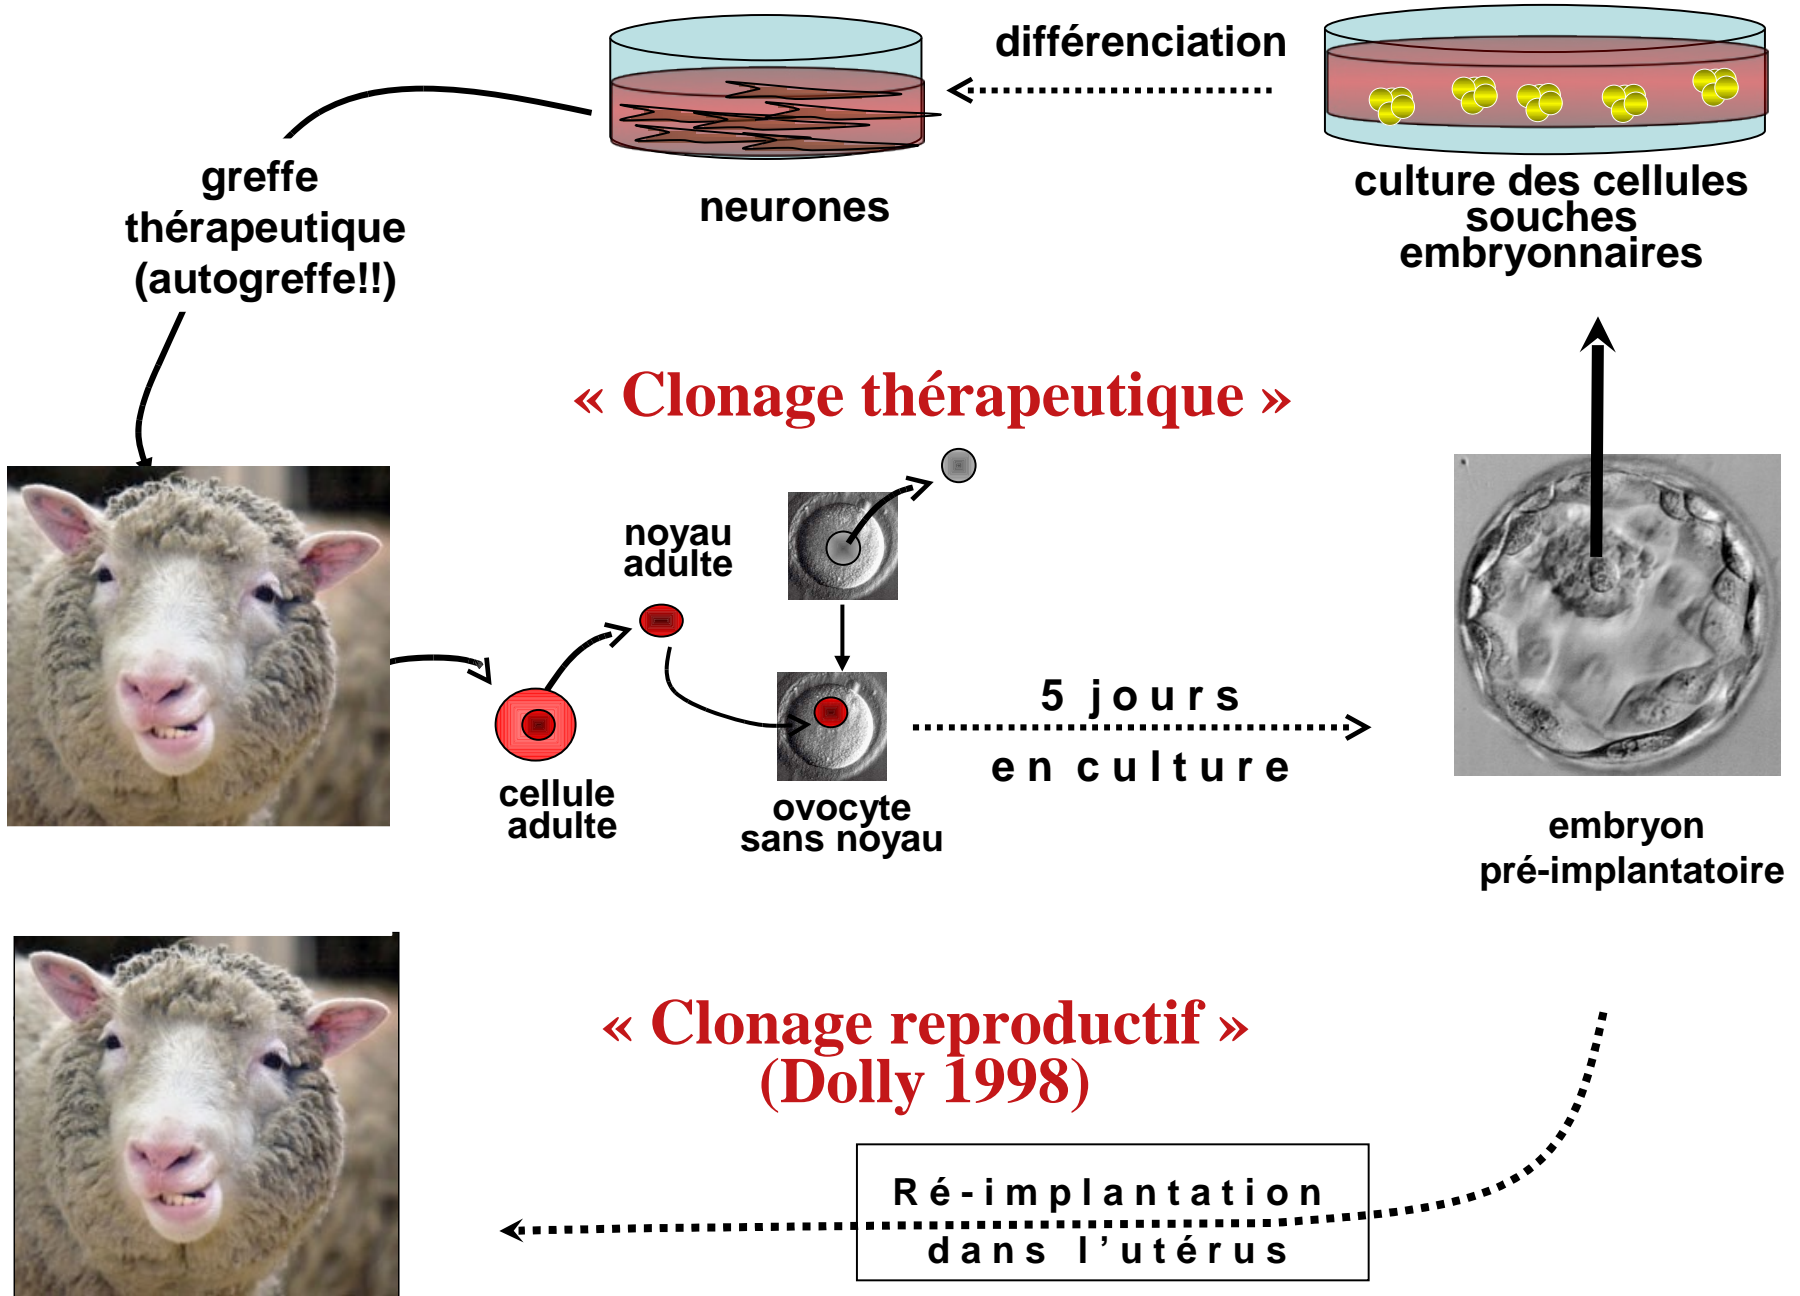 différenciation
greffe
thérapeutique
(autogreffe!!)
neurones
culture des cellules
souches
embryonnaires
« Clonage thérapeutique »
noyau
adulte
cellule
adulte
ovocyte
sans noyau
5 jours
en culture
embryon
pré-implantatoire
« Clonage reproductif »
(Dolly 1998)
Ré-implantation
dans l’utérus